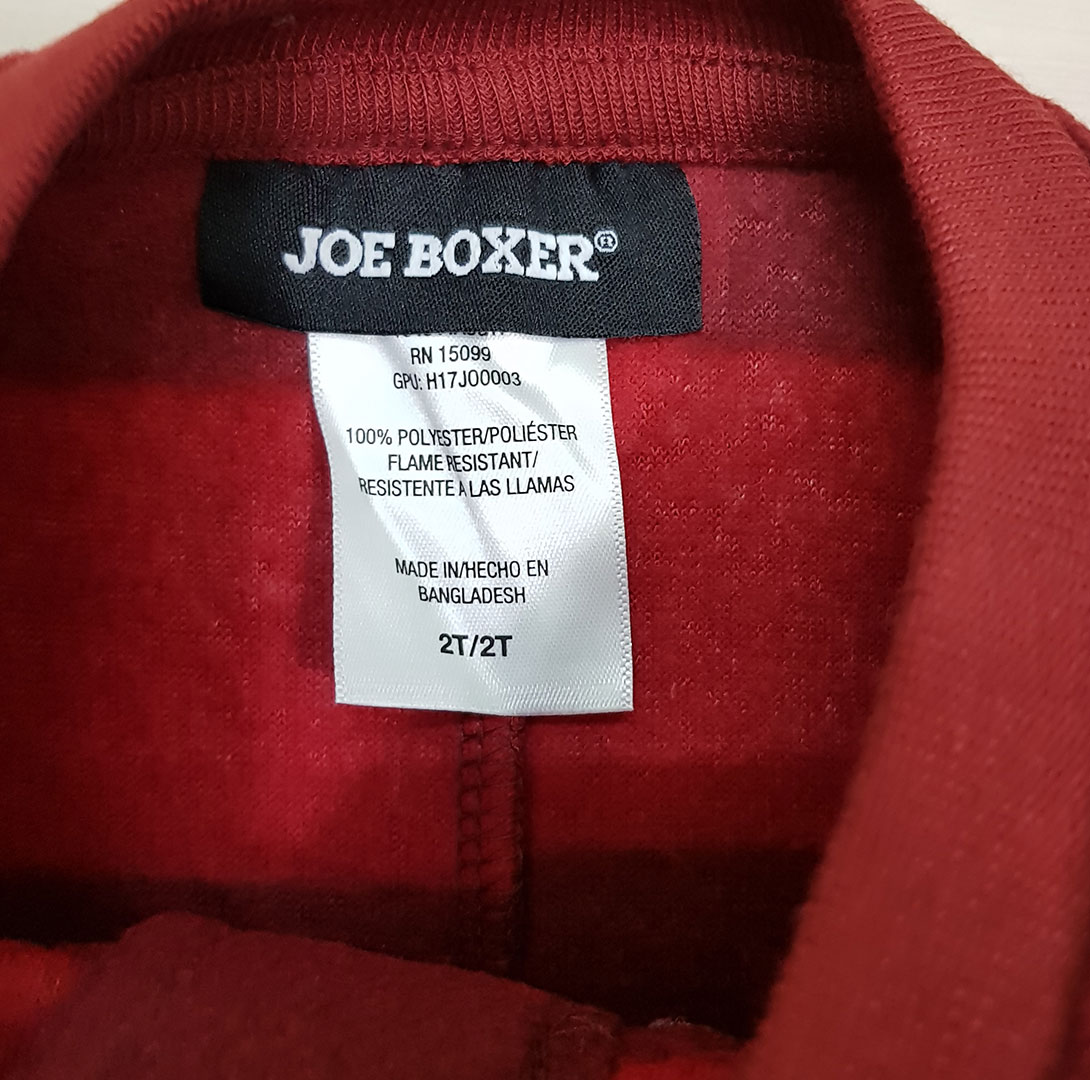 JOE BOXER®
RN 15099
GPU: H17J00003
100% POLYESTER/POLIÉSTER
FLAME RESISTANT/
RESISTENTE A LAS LLAMAS
MADE IN/HECHO EN
BANGLADESH
2T/2T